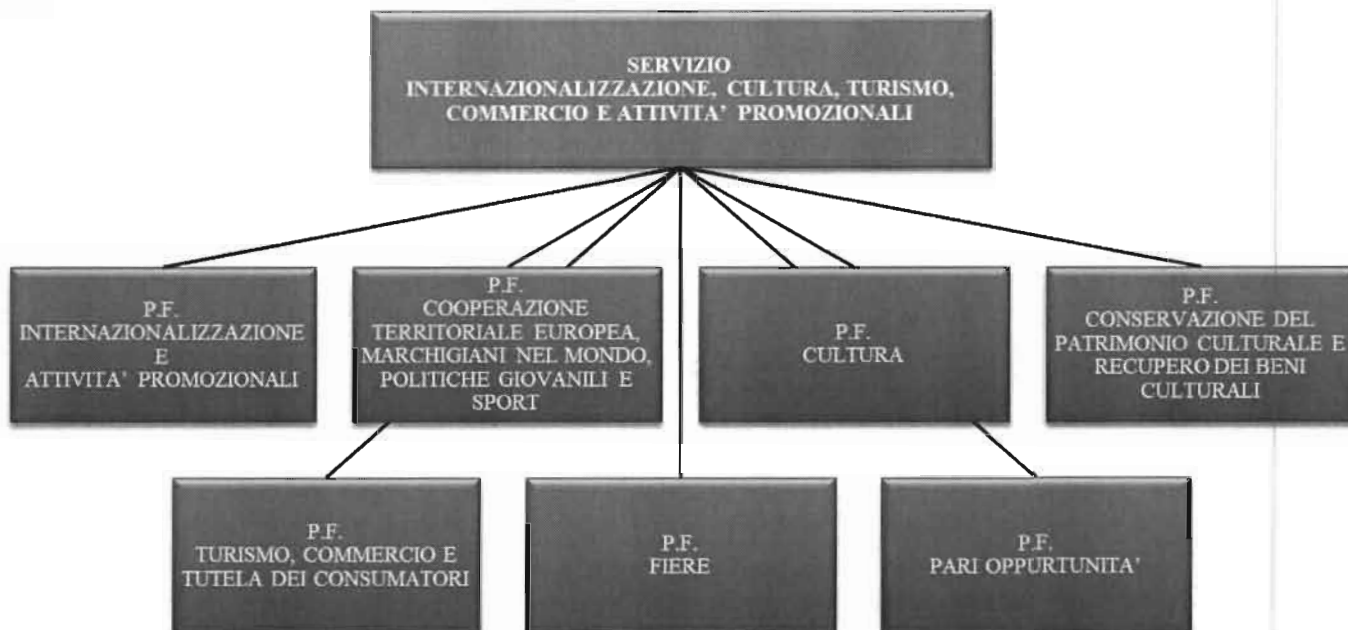 SERVIZIO
INTERNAZIONALIZZAZIONE, CULTURA, TURISMO,
COMMERCIO E ATTIVITA’ PROMOZIONALI
P.F.
INTERNAZIONALIZZAZIONE
E
ATTIVITA’ PROMOZIONALI
P.F.
COOPERAZIONE
TERRITORIALE EUROPEA,
MARCHIGIANI NEL MONDO,
POLITICHE GIOVANILI E
SPORT
P.F.
CULTURA
P.F.
CONSERVAZIONE DEL
PATRIMONIO CULTURALE E
RECUPERO DEI BENI
CULTURALI
P.F.
TURISMO, COMMERCIO E
TUTELA DEI CONSUMATORI
P.F.
FIERE
P.F.
PARI OPPURTUNITA’